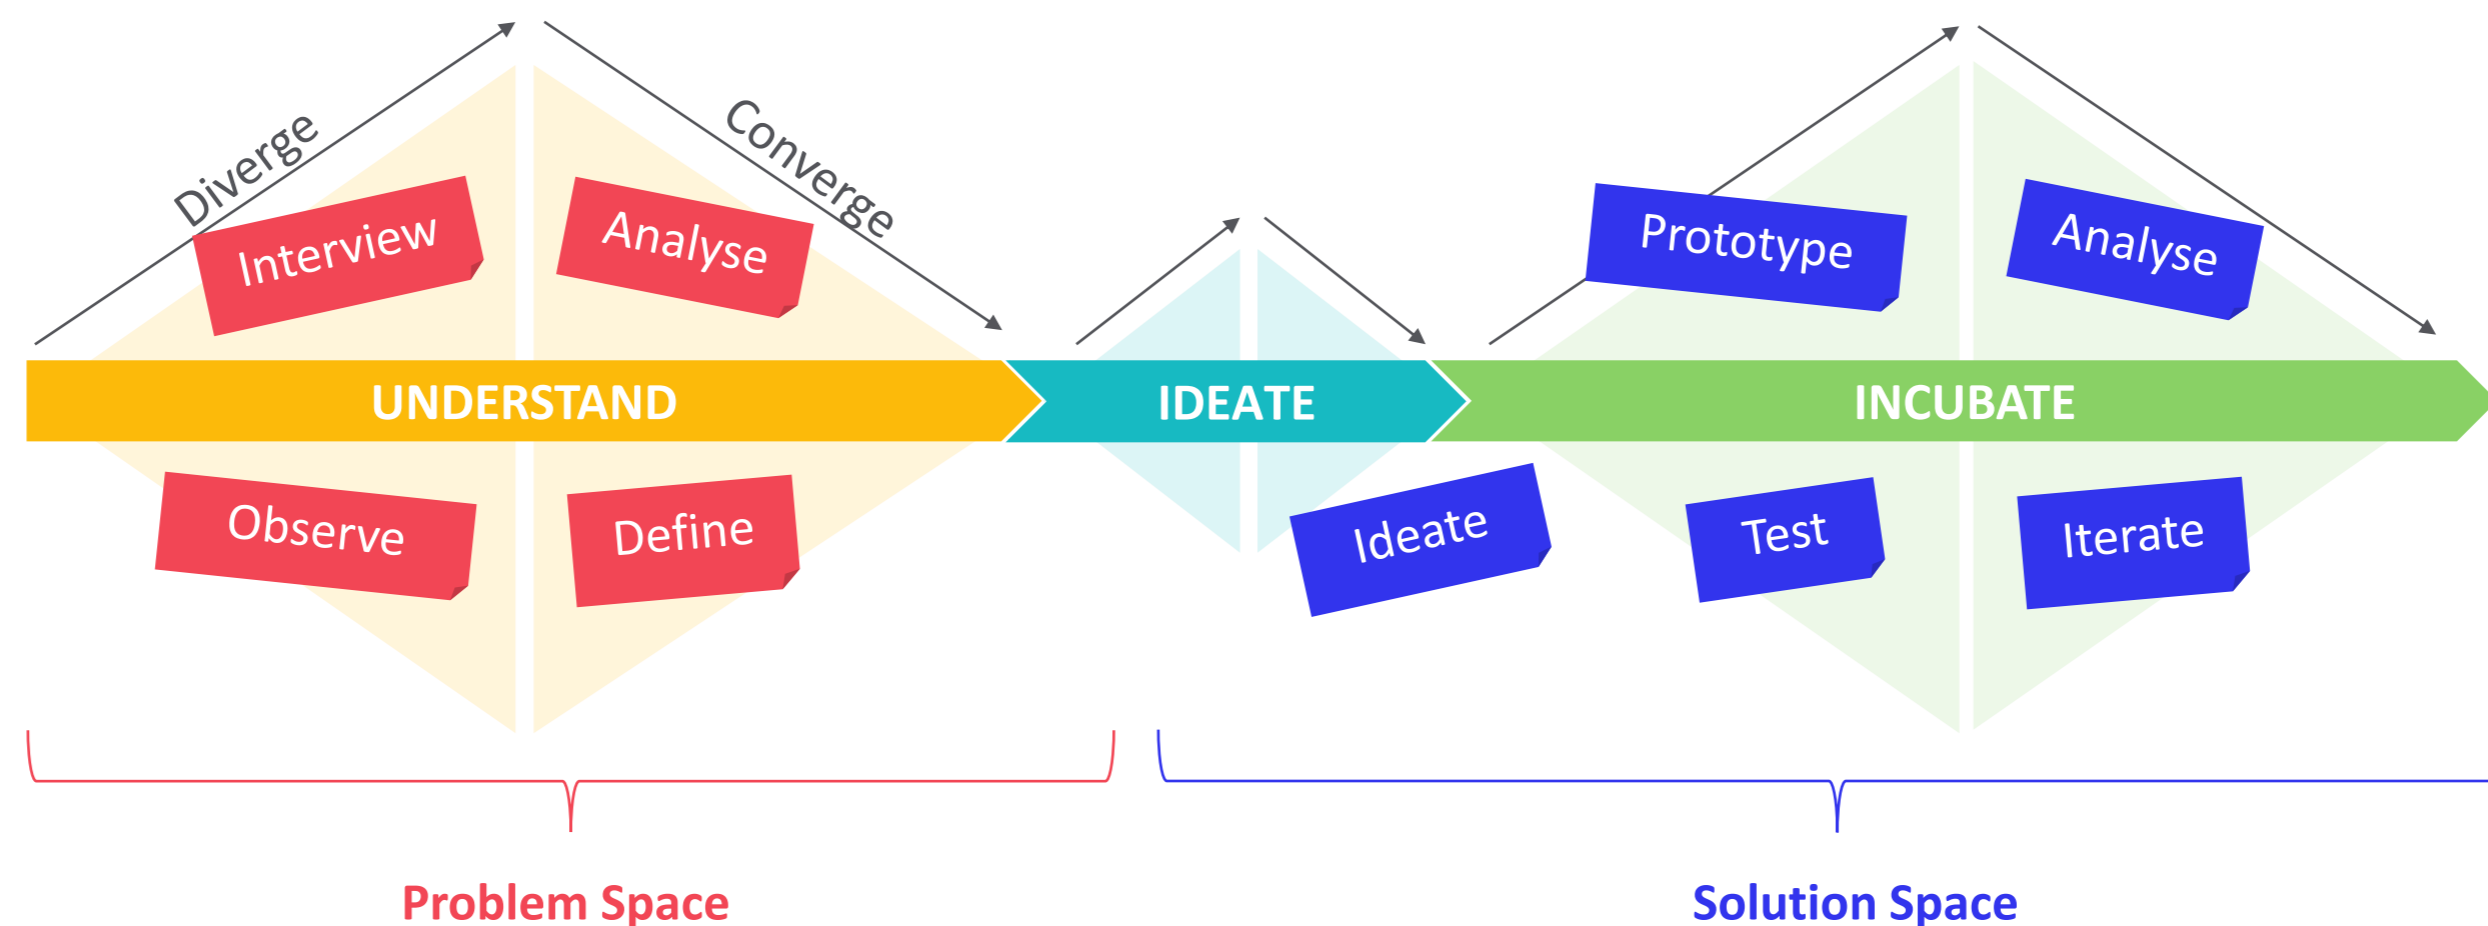 Diverge
Converge
Interview
Analyse
Prototype
Analyse
UNDERSTAND
IDEATE
INCUBATE
Observe
Define
Ideate
Test
Iterate
Problem Space
Solution Space